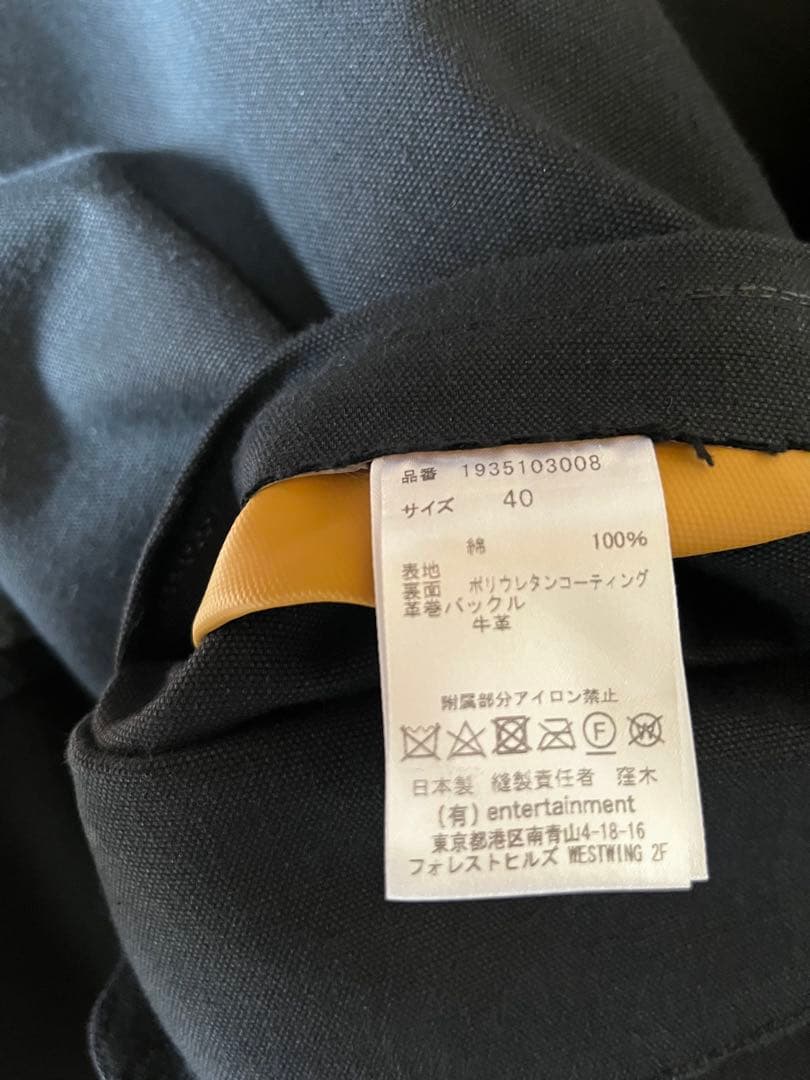 品番 1935103008
サイズ 40
綿 100%
表地
裏面 ポリウレタンコーティング
革巻バックル
牛革
附属部分アイロン禁止
F W
日本製 縫製責任者 窪木
(有) entertainment
東京都港区南青山4-18-16
フォレストヒルズ WESTWING 2F